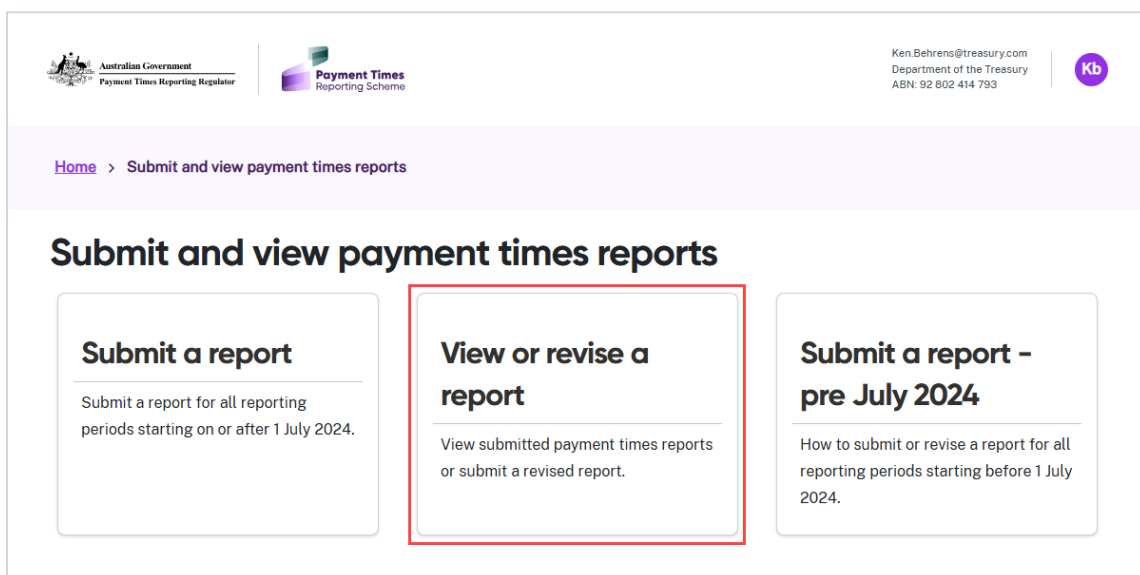 Australian Government
Payment Times Reporting Regulator
Payment Times
Reporting Scheme
Ken.Behrens@treasury.com
Department of the Treasury
ABN: 92 802 414 793
Kb
Home > Submit and view payment times reports
Submit and view payment times reports
Submit a report
Submit a report for all reporting
periods starting on or after 1 July 2024.
View or revise a
report
View submitted payment times reports
or submit a revised report.
Submit a report -
pre July 2024
How to submit or revise a report for all
reporting periods starting before 1 July
2024.